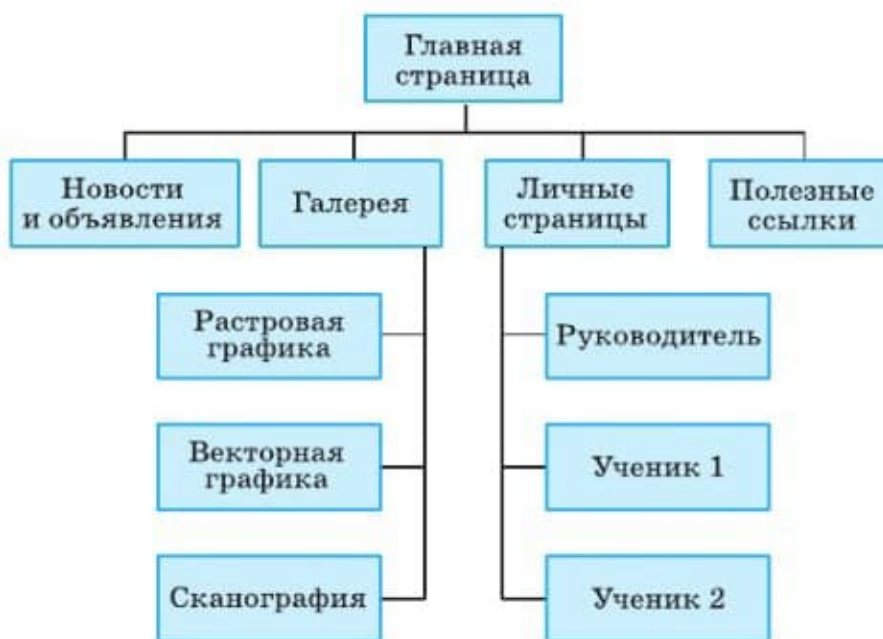 Главная
страница
Новости
и объявления
Галерея
Личные
страницы
Полезные
ссылки
Растровая
графика
Руководитель
Векторная
графика
Ученик 1
Сканография
Ученик 2